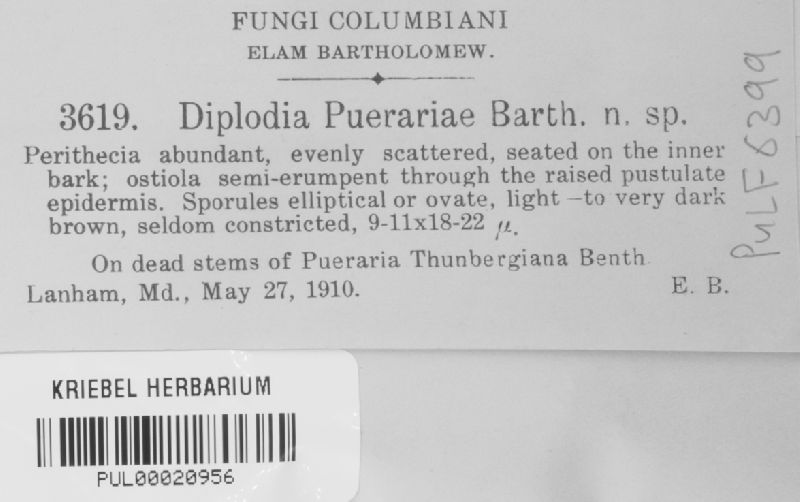 FUNGI COLUMBIANI
ELAM BARTHOLOMEW.
3619. Diplodia Puerariae Barth. n. sp.
Perithecia abundant, evenly scattered, seated on the inner
bark; ostiola semi-erumpent through the raised pustulate
epidermis. Sporules elliptical or ovate, light —to very dark
brown, seldom constricted, 9-11x18-22 µ.
On dead stems of Pueraria Thunbergiana Benth
Lanham, Md., May 27, 1910. E. B.
PULF 8399
KRIEBEL HERBARIUM
PUL00020956